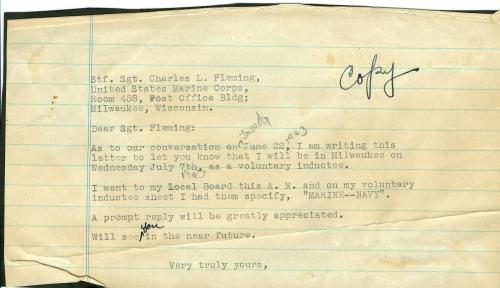 Stf. Sgt. Charles L. Fleming,
United States Marine Corps,
Room 458, Post Office Bldg;
Milwaukee, Wisconsin.
Copy
Dear Sgt. Fleming:
Tuesday 1943
As to our conversation on June 22, I am writing this
letter to let you know that I will be in Milwaukee on
Wednesday July 7th, as a voluntary inductee.
1943
I went to my Local Board this A. M. and on my voluntary
inductee sheet I had them specify, "MARINE--NAVY".
A prompt reply will be greatly appreciated.
you
Will see in the near future.
Very truly yours,